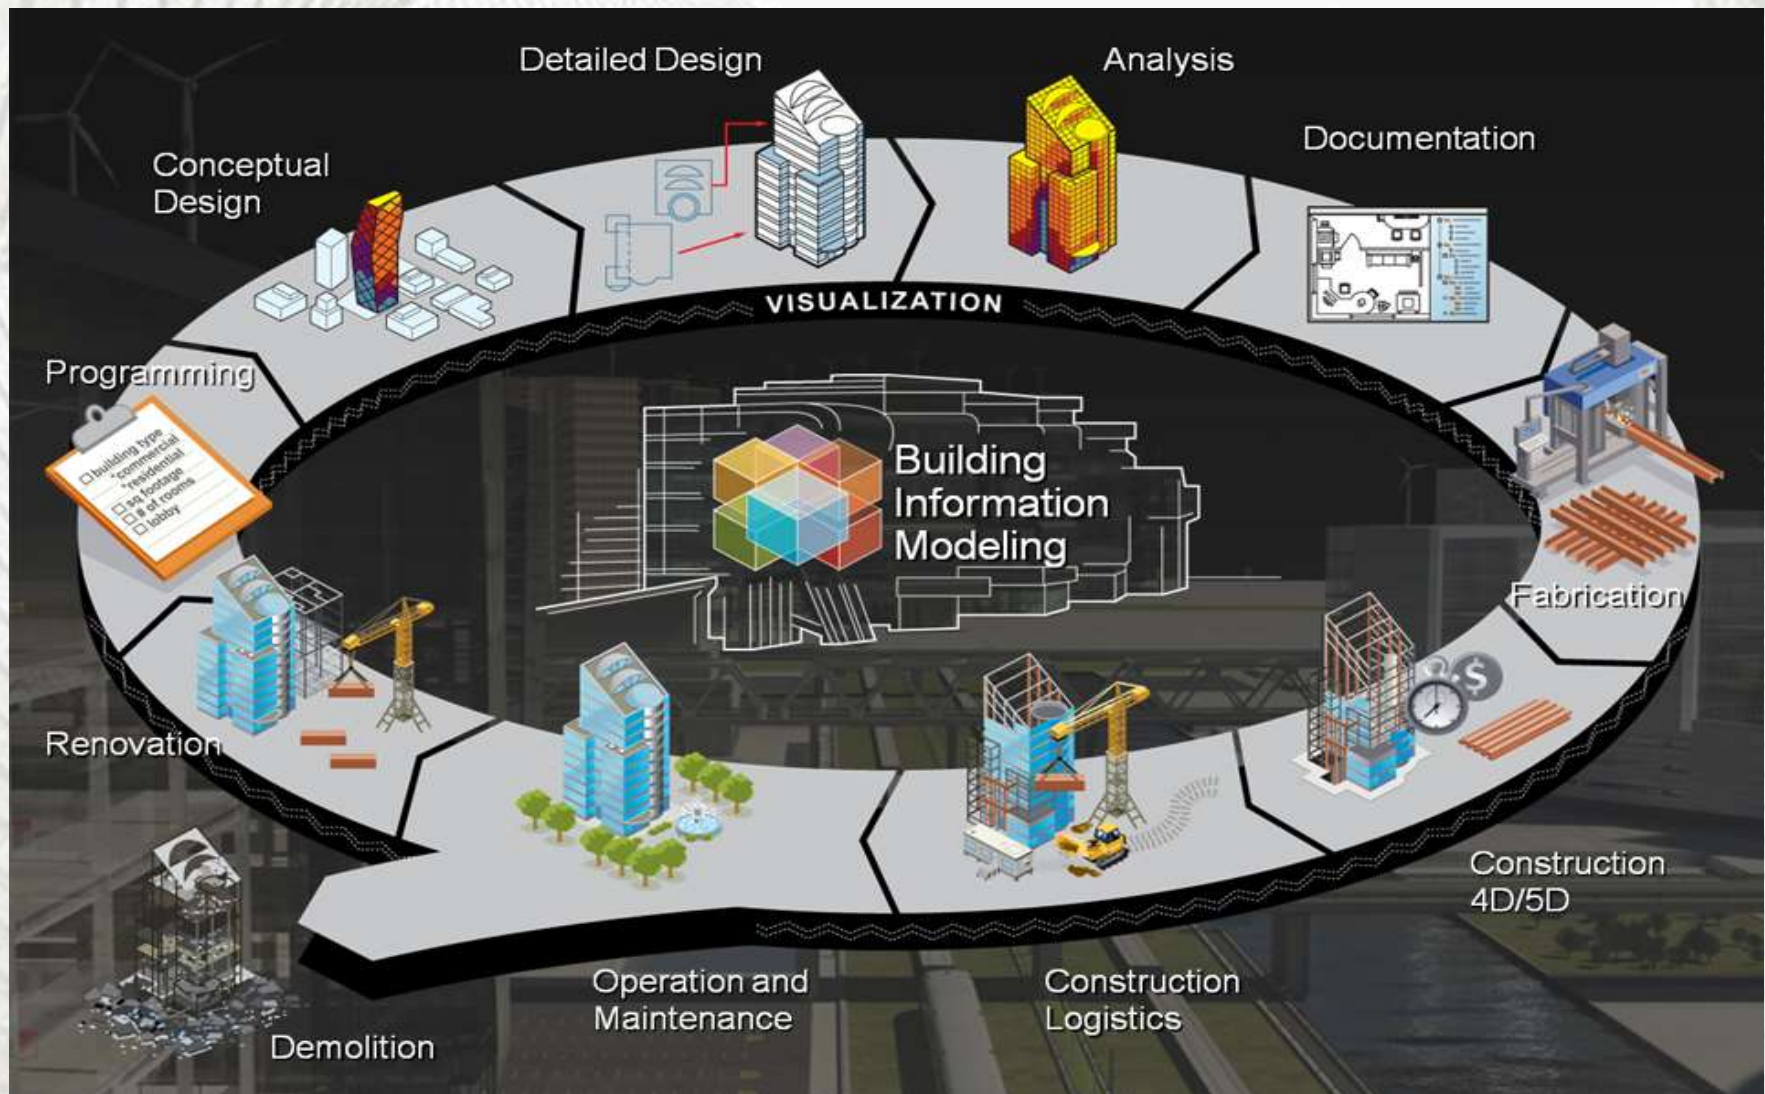 Detailed Design
Analysis
Documentation
Conceptual
Design
VISUALIZATION
Programming
building type
*commercial
*residential
sq footage
# of rooms
lobby
Building
Information
Modeling
Fabrication
$
Renovation
Construction
4D/5D
Operation and
Maintenance
Construction
Logistics
Demolition